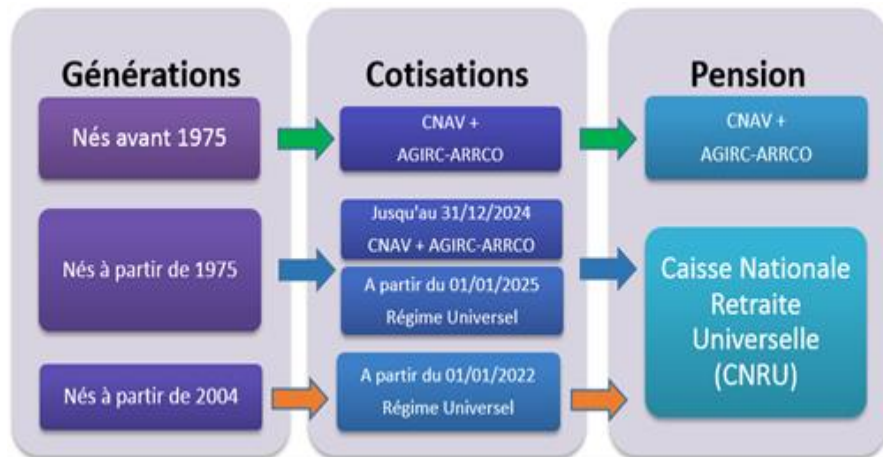 Générations
Nés avant 1975
Nés à partir de 1975
Nés à partir de 2004
Cotisations
CNAV +
AGIRC-ARRCO
Jusqu'au 31/12/2024
CNAV + AGIRC-ARRCO
A partir du 01/01/2025
Régime Universel
A partir du 01/01/2022
Régime Universel
Pension
CNAV +
AGIRC-ARRCO
Caisse Nationale
Retraite
Universelle
(CNRU)